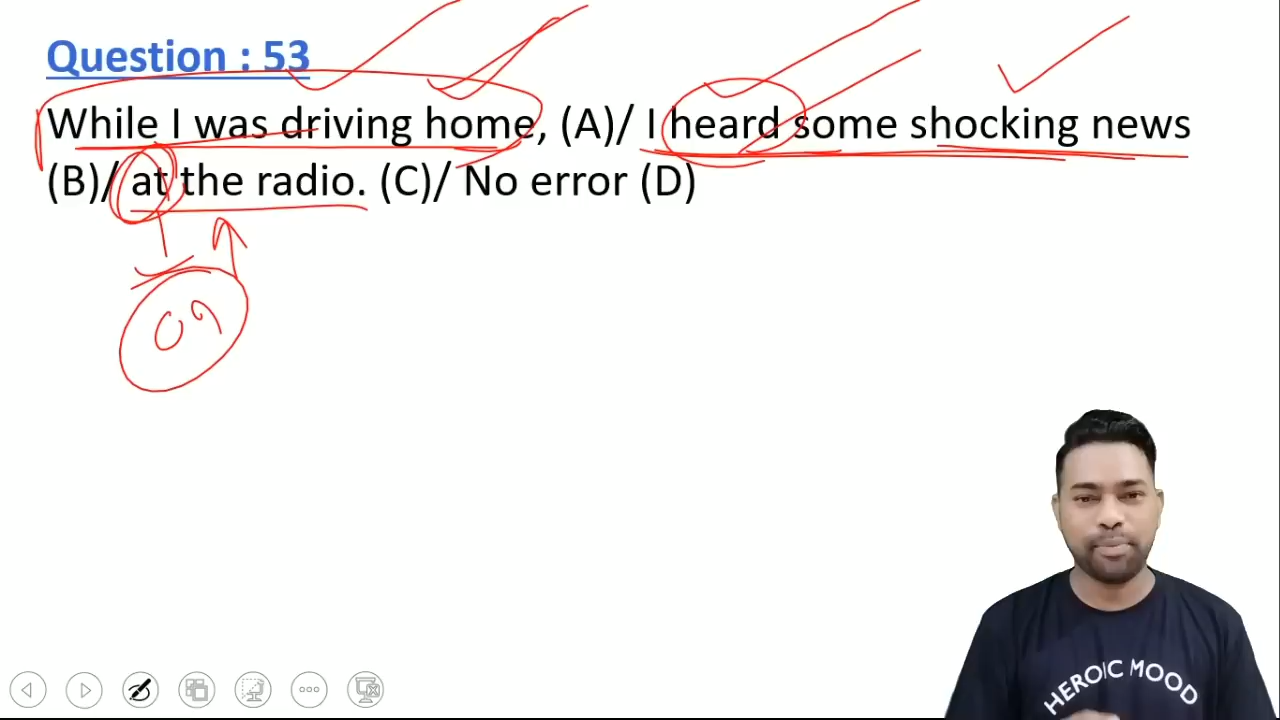 Question : 53
While I was driving home, (A)/ I heard some shocking news
(B)/ at the radio. (C)/ No error (D)
on
HEROIC MOOD